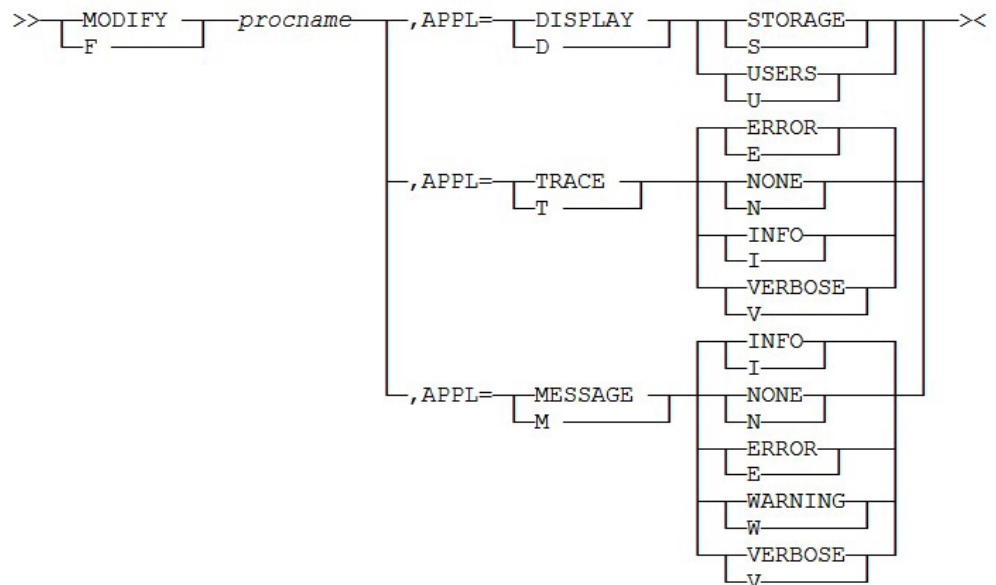 >> MODIFY procname ,APPL= DISPLAY STORAGE ><
F D S
USERS
U
ERROR
E
,APPL= TRACE NONE
T N
INFO
I
VERBOSE
V
INFO
I
,APPL= MESSAGE NONE
M N
ERROR
E
WARNING
W
VERBOSE
V